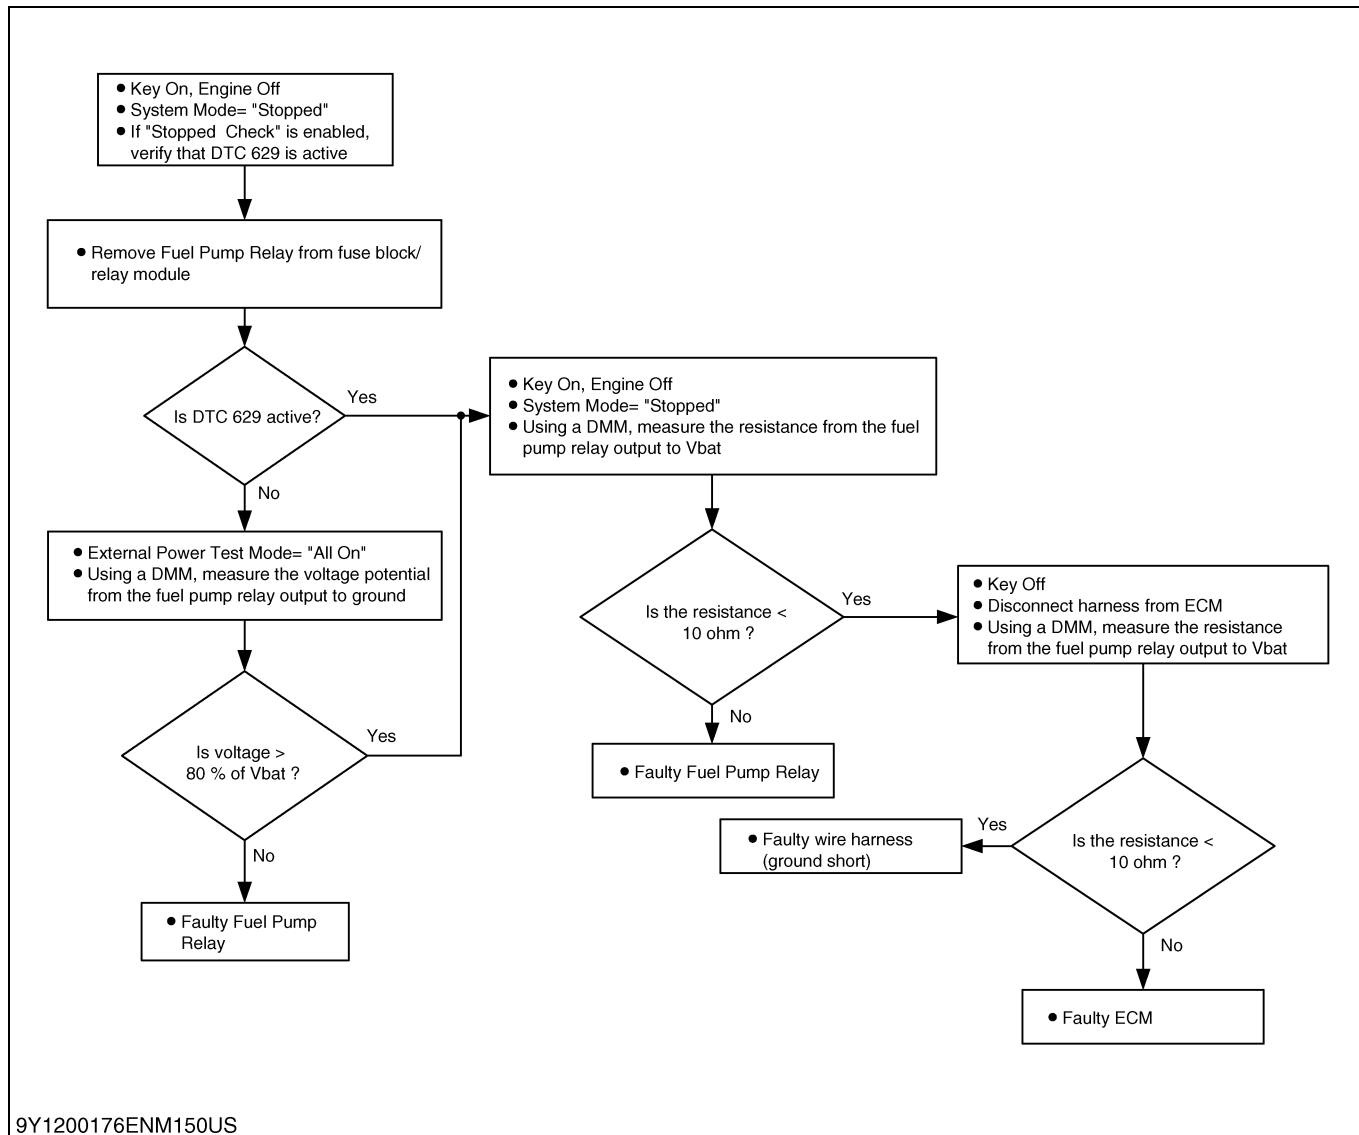 ● Key On, Engine Off
● System Mode= "Stopped"
● If "Stopped Check" is enabled,
verify that DTC 629 is active
● Remove Fuel Pump Relay from fuse block/
relay module
Is DTC 629 active?
Yes
No
● External Power Test Mode= "All On"
● Using a DMM, measure the voltage potential
from the fuel pump relay output to ground
Is voltage >
80 % of Vbat ?
Yes
No
● Faulty Fuel Pump
Relay
● Key On, Engine Off
● System Mode= "Stopped"
● Using a DMM, measure the resistance from the fuel
pump relay output to Vbat
Is the resistance <
10 ohm ?
Yes
No
● Faulty Fuel Pump Relay
● Key Off
● Disconnect harness from ECM
● Using a DMM, measure the resistance
from the fuel pump relay output to Vbat
Is the resistance <
10 ohm ?
Yes
● Faulty wire harness
(ground short)
No
● Faulty ECM
9Y1200176ENM150US